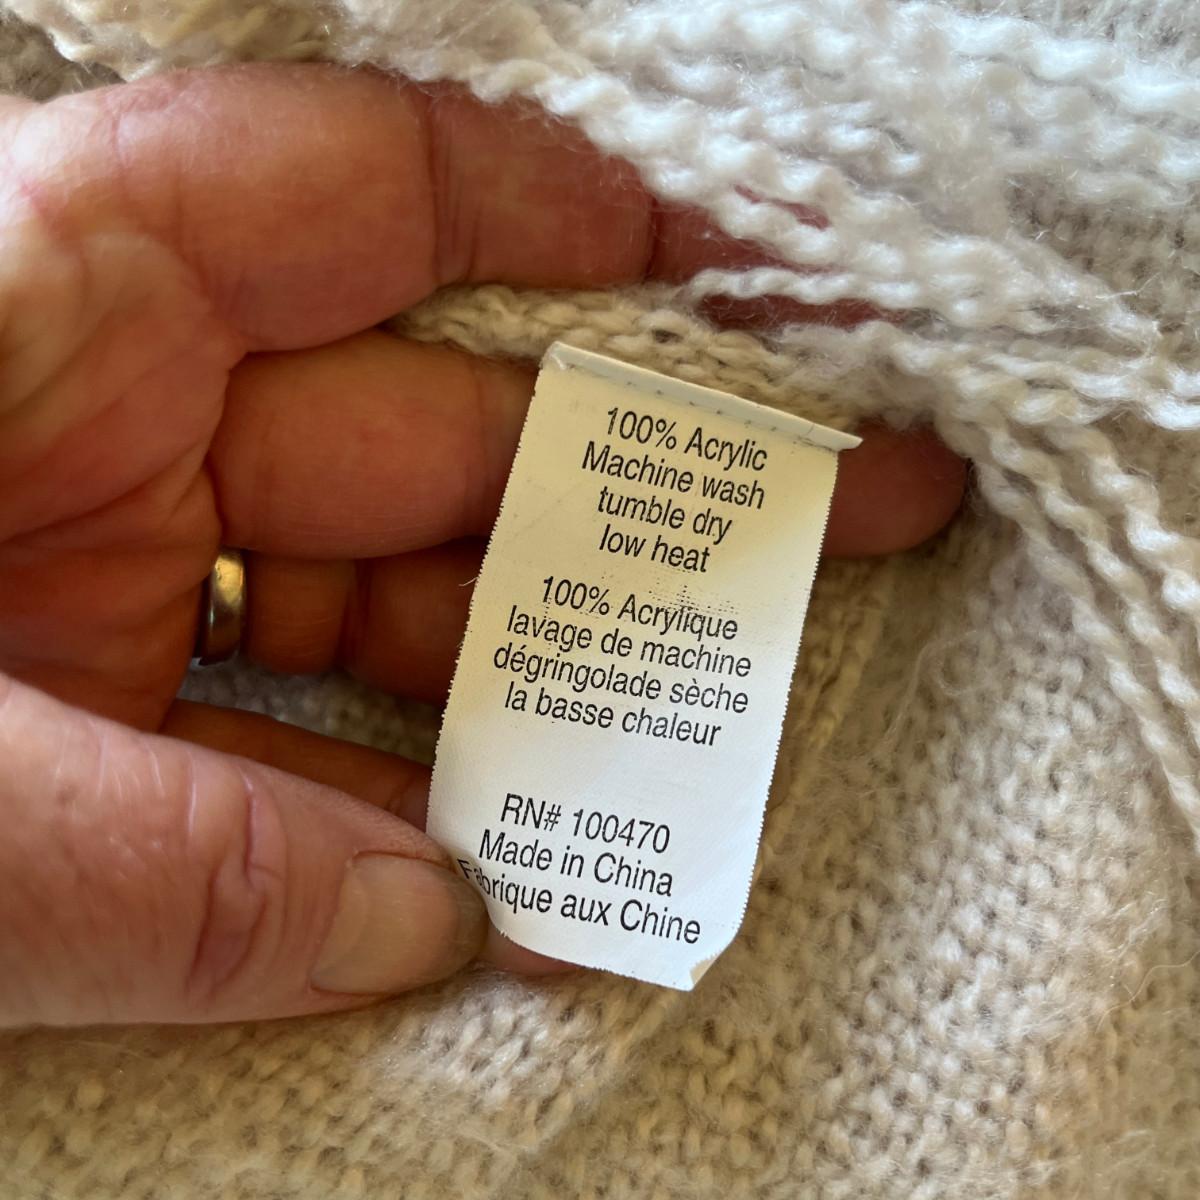 100% Acrylic
Machine wash
tumble dry
low heat
100% Acrylique
lavage de machine
dégringolade sèche
la basse chaleur
RN# 100470
Made in China
Fabrique aux Chine